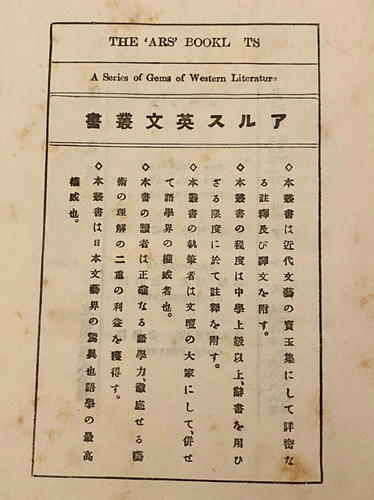 THE 'ARS' BOOKL TS
A Series of Gems of Western Literature
書叢文英スルア
◇本叢書は近代文藝の寶玉集にして詳密な
る註釋及び譯文を附す。
◇本叢書の程度は中學上級以上、辭書を用ひ
ざる限度に於て註釋を附す。
◇本叢書の執筆者は文壇の大家にして、併せ
て語學界の權威者也。
◇本書の讀者は正確なる語學力、徹底せる藝
術の理解の二重の利益を獲得す。
◇本叢書は日本文藝界の驚異也語學の最高
權威也。